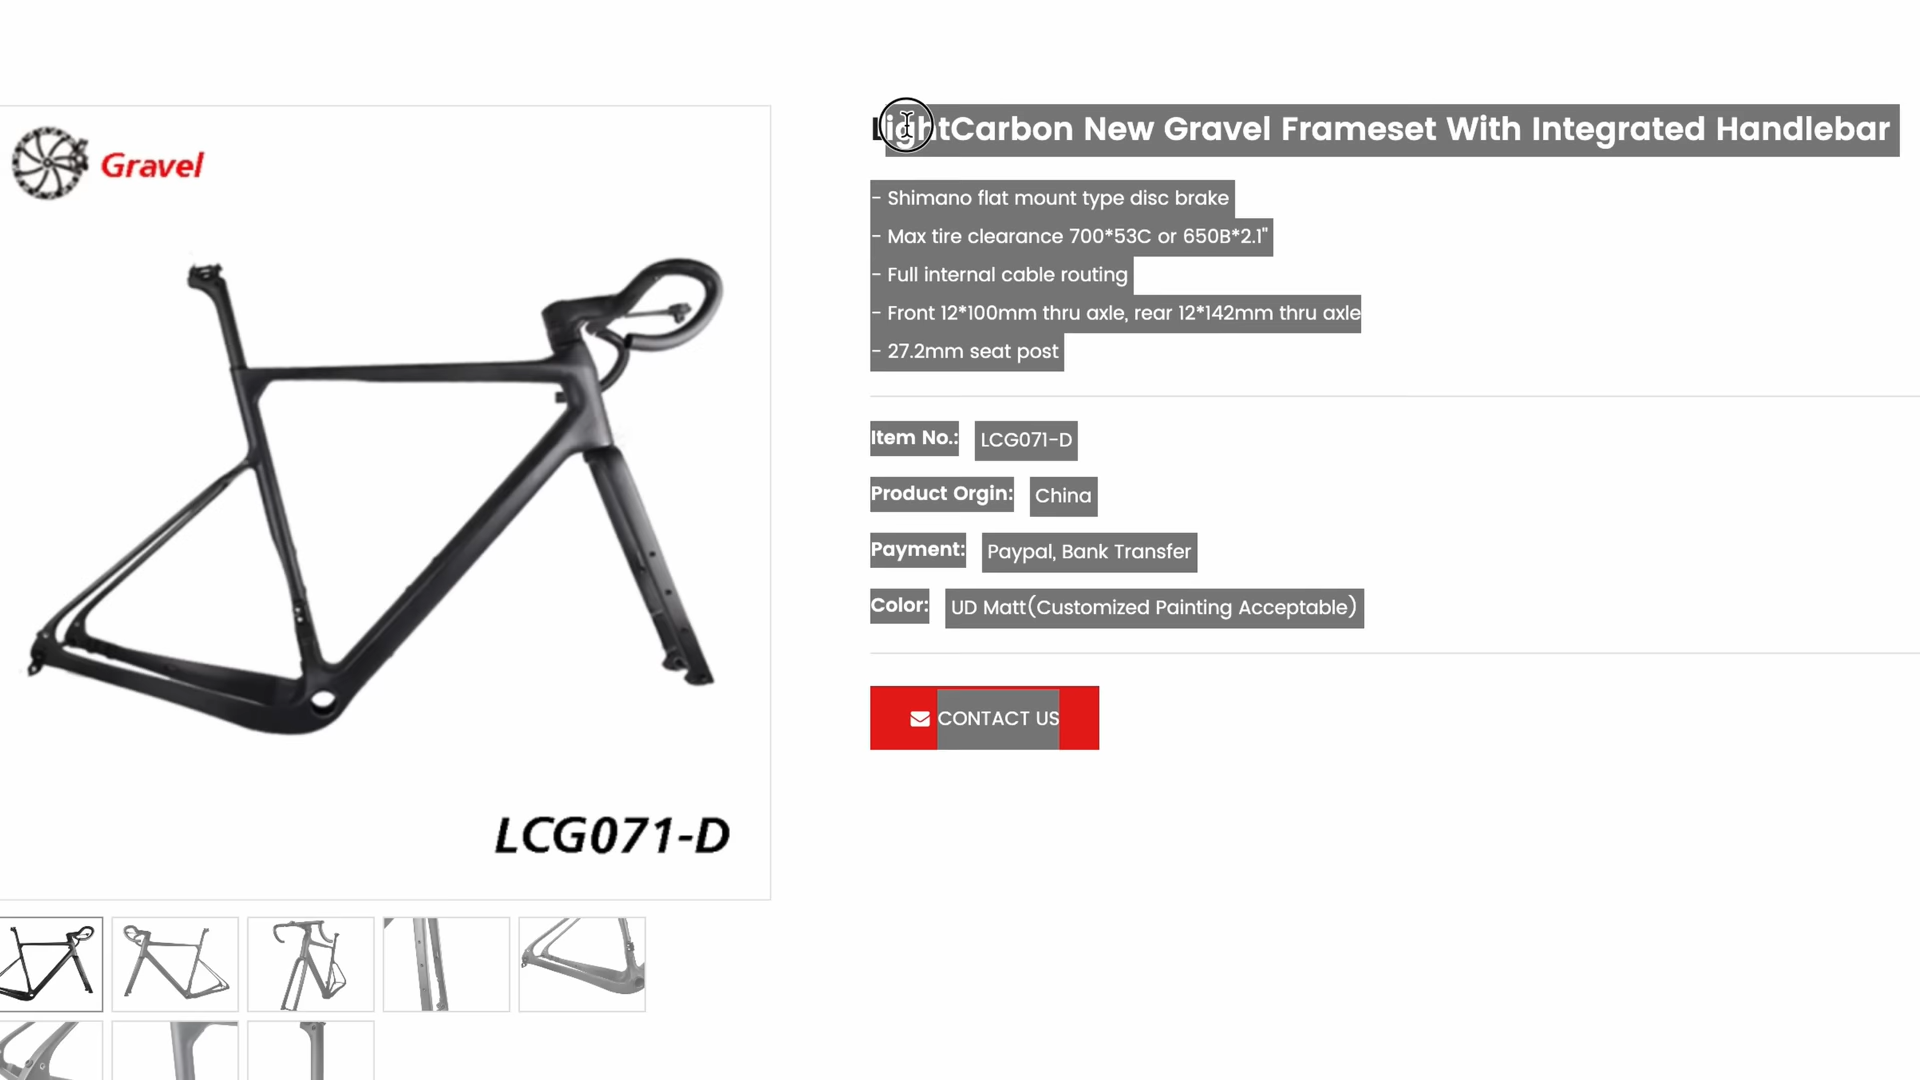 Gravel
LCG071-D
LightCarbon New Gravel Frameset With Integrated Handlebar
- Shimano flat mount type disc brake
- Max tire clearance 700*53C or 650B*2.1"
- Full internal cable routing
- Front 12*100mm thru axle, rear 12*142mm thru axle
- 27.2mm seat post
Item No.: LCG071-D
Product Orgin: China
Payment: Paypal, Bank Transfer
Color: UD Matt(Customized Painting Acceptable)
CONTACT US